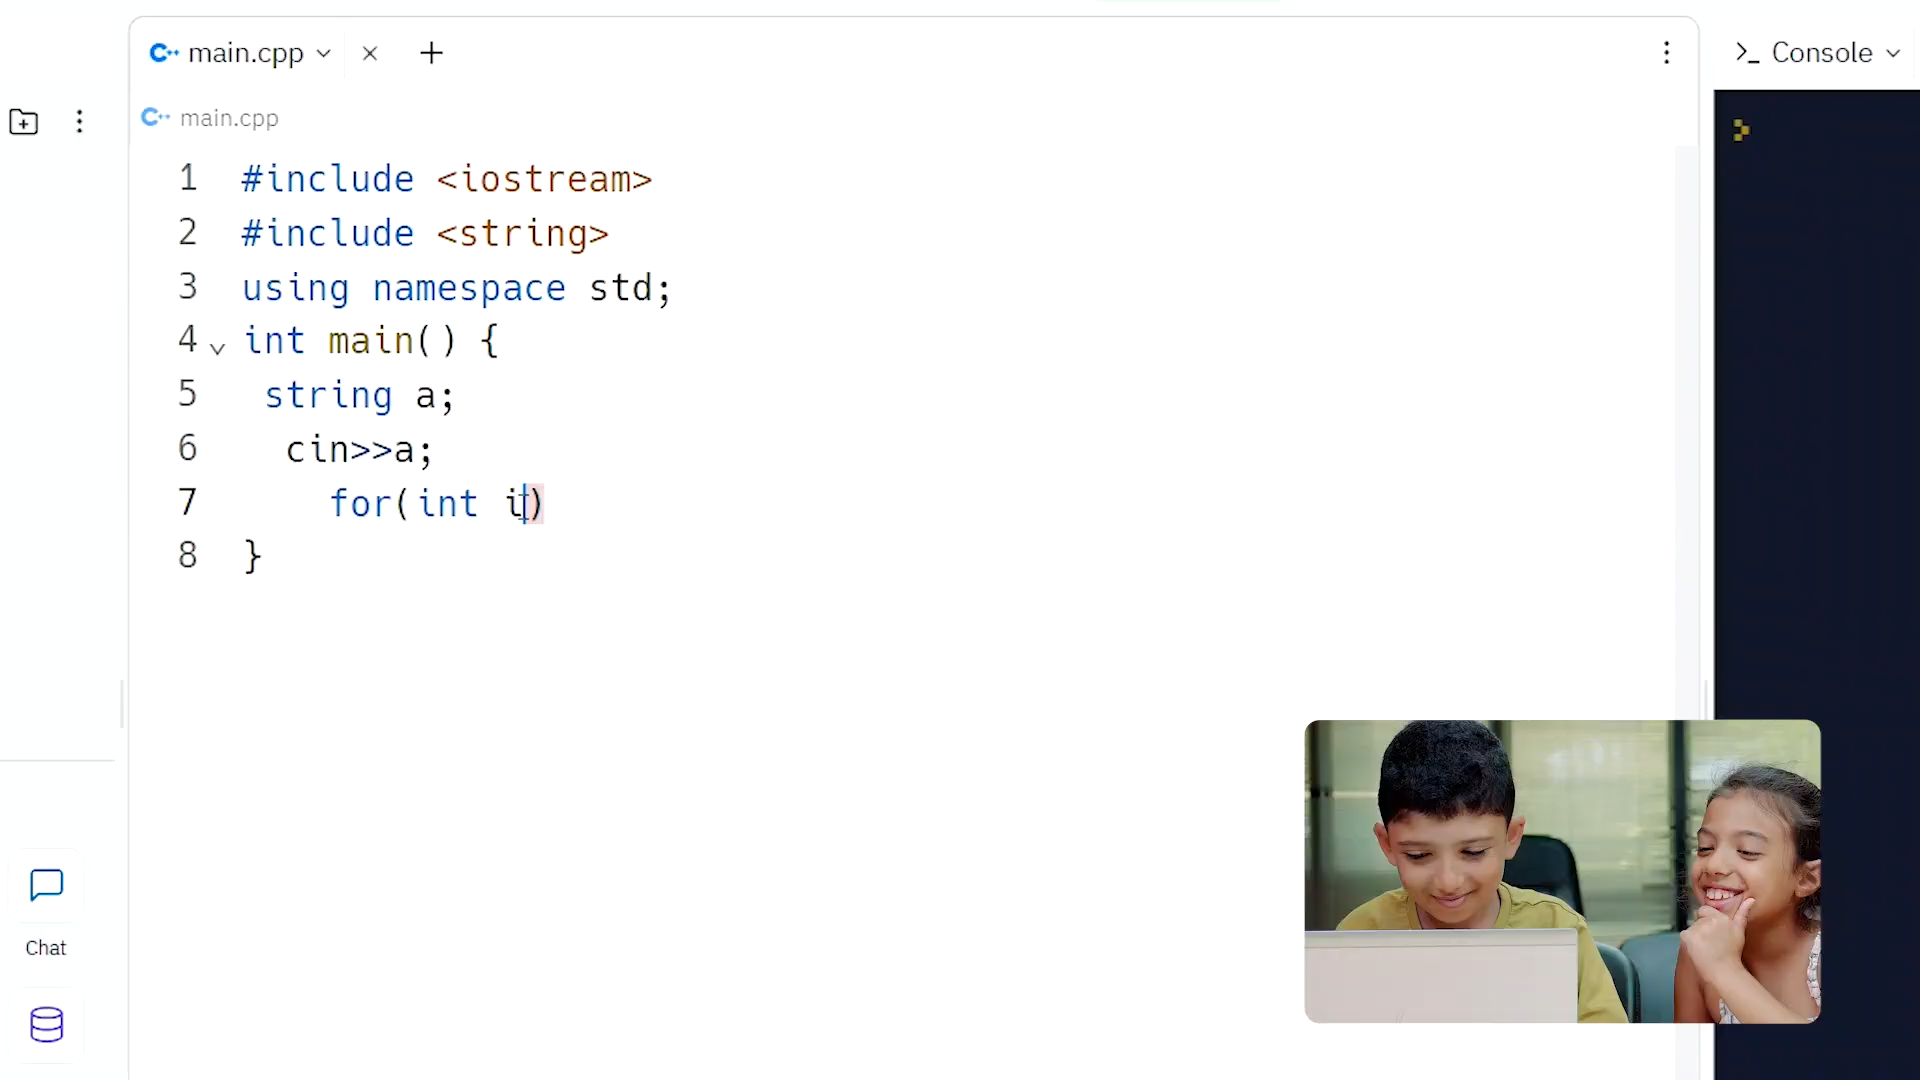 C++ main.cpp
>_ Console
C++ main.cpp
1 #include <iostream>
2 #include <string>
3 using namespace std;
4 int main() {
5 string a;
6 cin>>a;
7 for(int i)
8 }
Chat